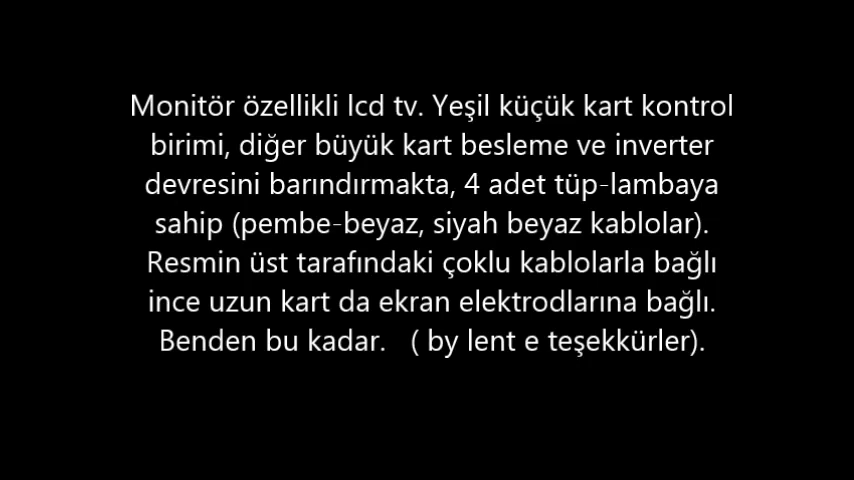 Monitör özellikli lcd tv. Yeşil küçük kart kontrol
birimi, diğer büyük kart besleme ve inverter
devresini barındırmakta, 4 adet tüp-lambaya
sahip (pembe-beyaz, siyah beyaz kablolar).
Resmin üst tarafındaki çoklu kablolarla bağlı
ince uzun kart da ekran elektrodlarına bağlı.
Benden bu kadar.   ( by lent e teşekkürler).